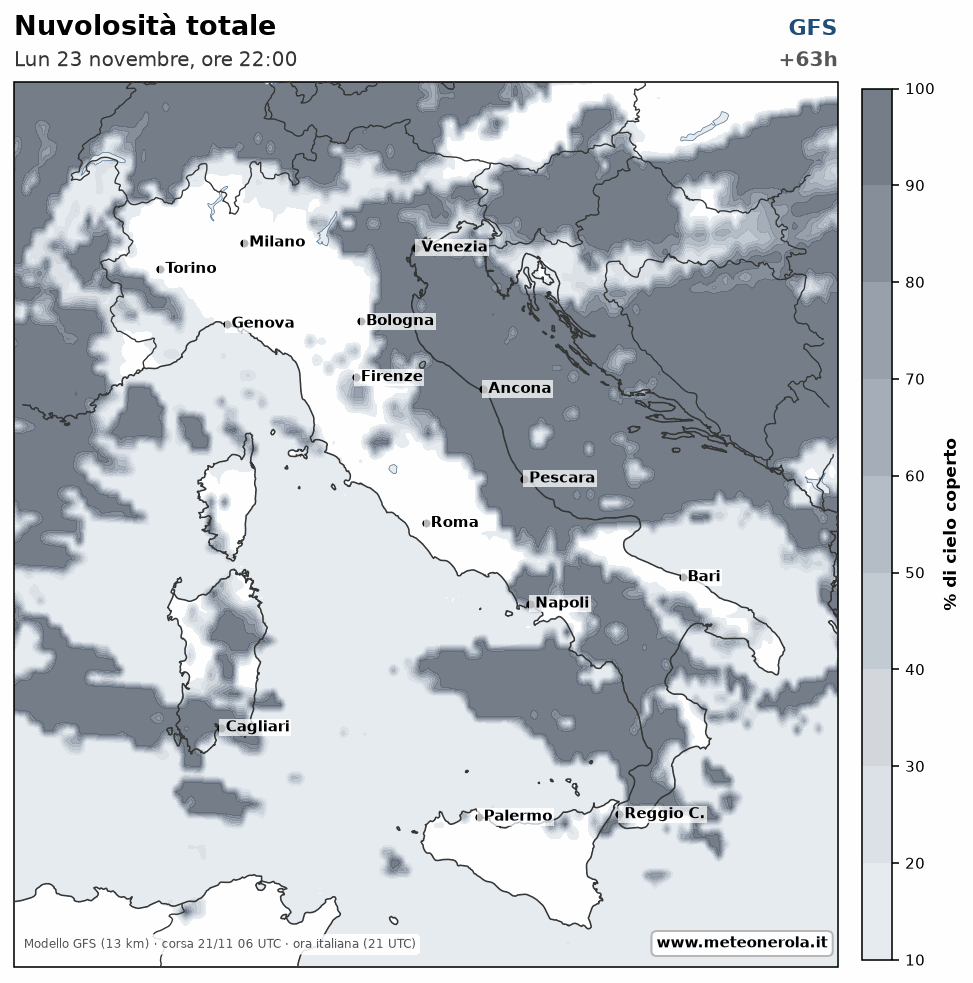 Nuvolosità totale
GFS
Lun 23 novembre, ore 22:00
+63h
Milano
Venezia
Torino
Genova
Bologna
Firenze
Ancona
Pescara
Roma
Bari
Napoli
Cagliari
Palermo
Reggio C.
100
90
80
70
60
50
40
30
20
10
% di cielo coperto
Modello GFS (13 km) · corsa 21/11 06 UTC · ora italiana (21 UTC)
www.meteonerola.it